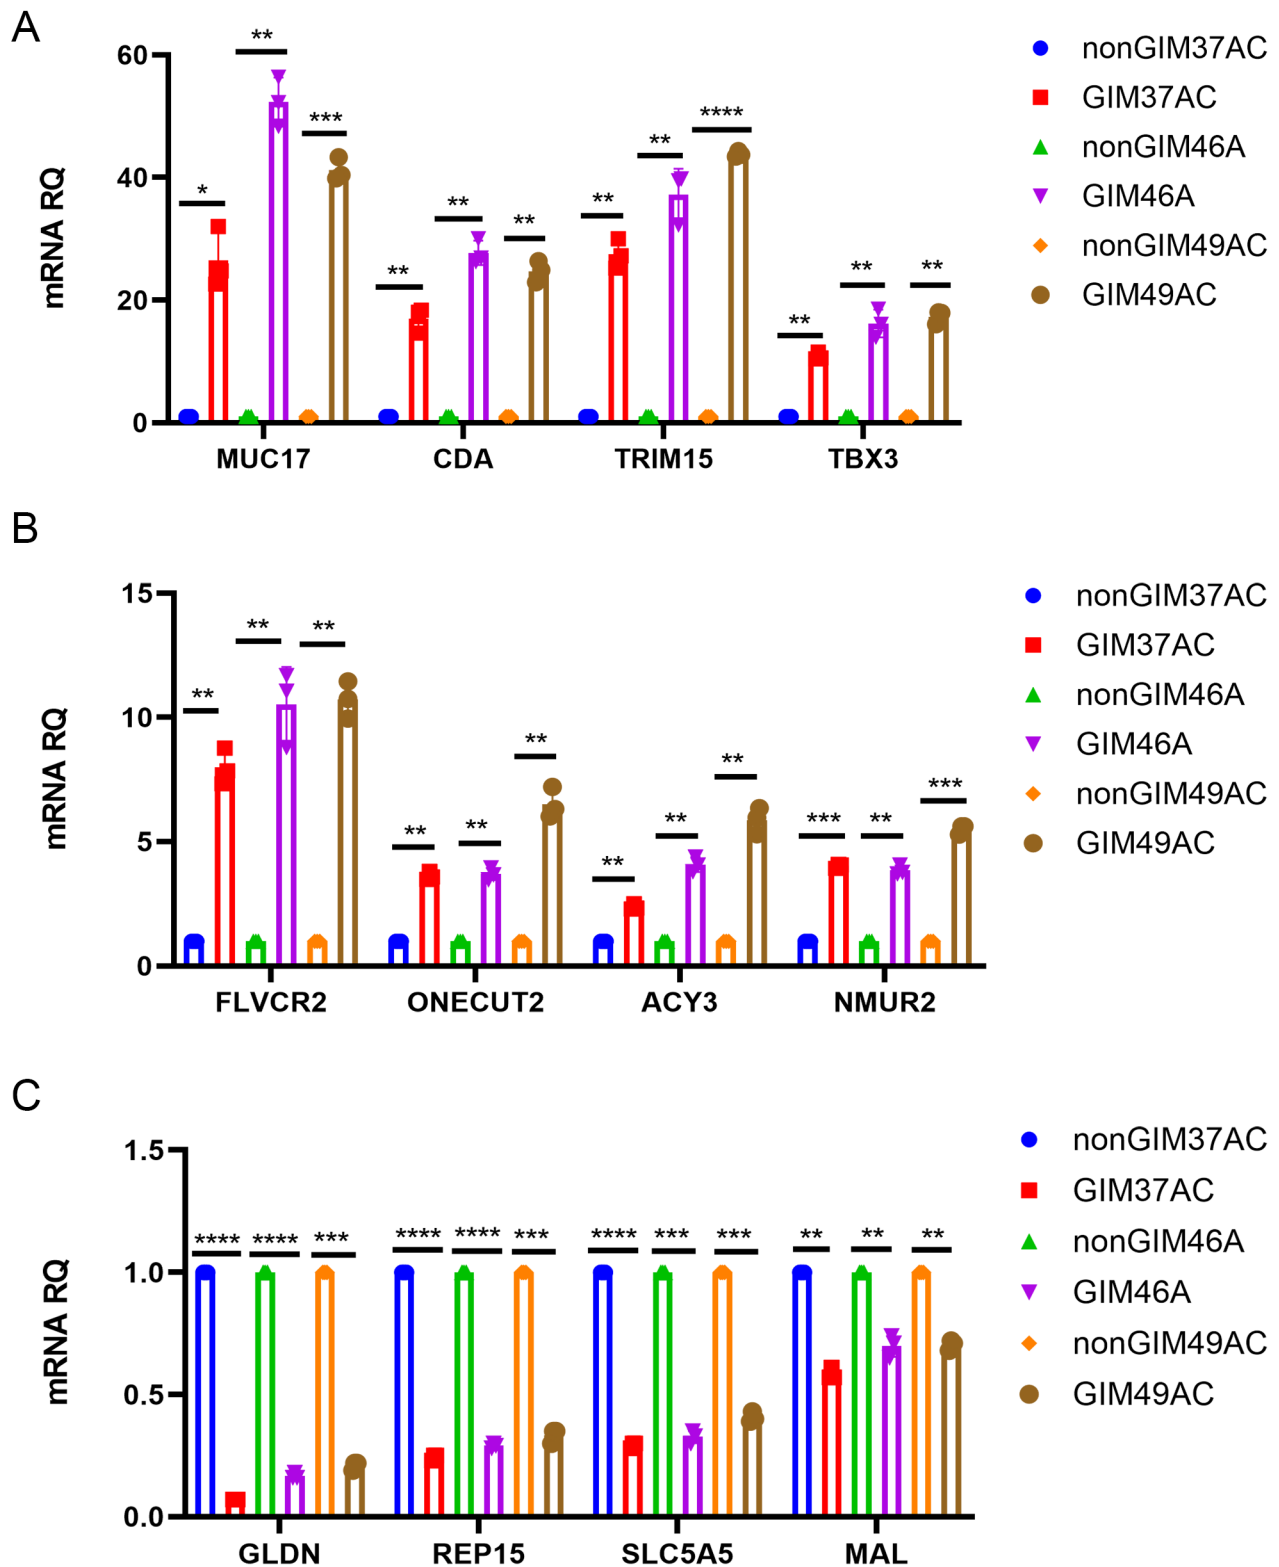 A
60
40
20
0
mRNA RQ
*
**
***
**
**
**
**
**
****
**
**
**
MUC17 CDA TRIM15 TBX3
nonGIM37AC
GIM37AC
nonGIM46A
GIM46A
nonGIM49AC
GIM49AC
B
15
10
5
0
mRNA RQ
**
**
**
**
**
**
**
**
**
***
**
***
FLVCR2 ONECUT2 ACY3 NMUR2
nonGIM37AC
GIM37AC
nonGIM46A
GIM46A
nonGIM49AC
GIM49AC
C
1.5
1.0
0.5
0.0
mRNA RQ
**** **** *** **** **** *** **** *** *** ** ** **
GLDN REP15 SLC5A5 MAL
nonGIM37AC
GIM37AC
nonGIM46A
GIM46A
nonGIM49AC
GIM49AC